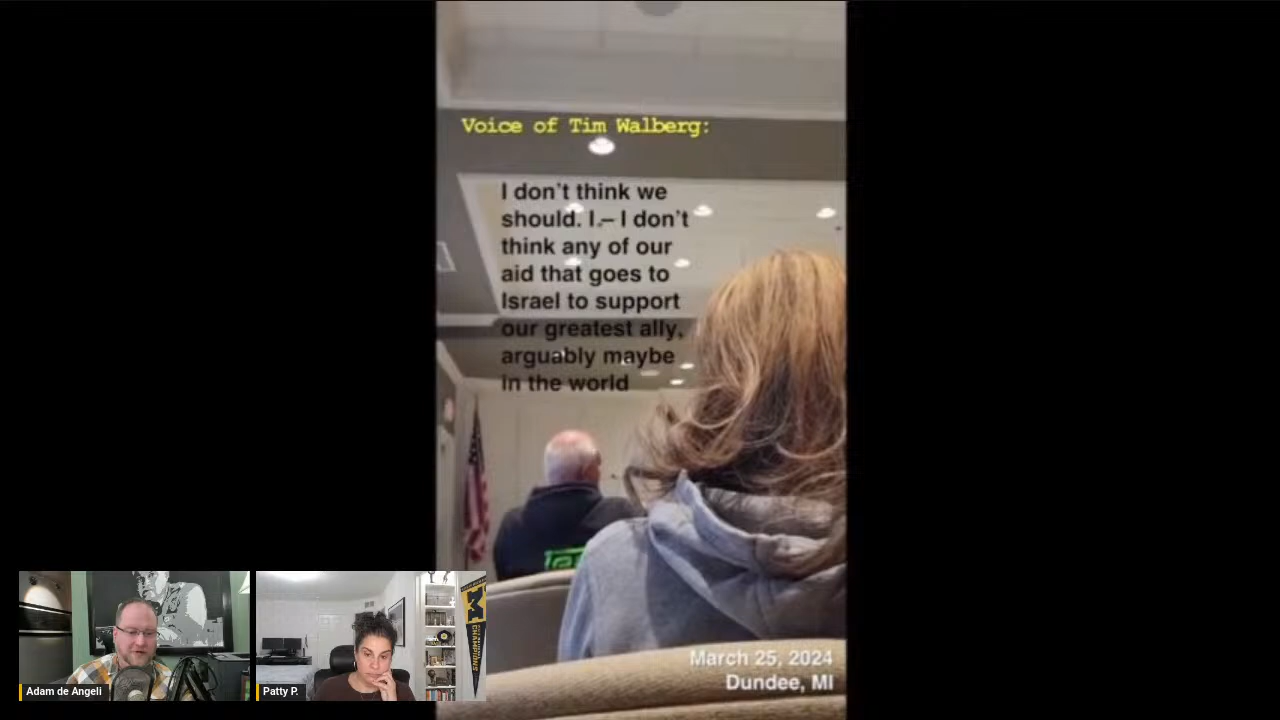 Voice of Tim Walberg:
I don't think we
should. I – I don't
think any of our
aid that goes to
Israel to support
our greatest ally,
arguably maybe
in the world
March 25, 2024
Dundee, MI
Adam de Angeli
Patty P.
M
CHAMPIONS